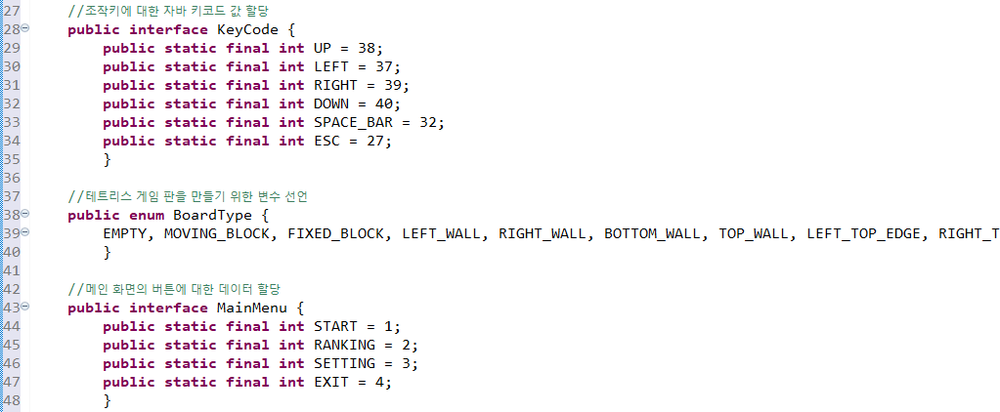 27 //조작키에 대한 자바 키코드 값 할당
28 public interface KeyCode {
29 public static final int UP = 38;
30 public static final int LEFT = 37;
31 public static final int RIGHT = 39;
32 public static final int DOWN = 40;
33 public static final int SPACE_BAR = 32;
34 public static final int ESC = 27;
35 }
36
37 //테트리스 게임 판을 만들기 위한 변수 선언
38 public enum BoardType {
39 EMPTY, MOVING_BLOCK, FIXED_BLOCK, LEFT_WALL, RIGHT_WALL, BOTTOM_WALL, TOP_WALL, LEFT_TOP_EDGE, RIGHT_T
40 }
41
42 //메인 화면의 버튼에 대한 데이터 할당
43 public interface MainMenu {
44 public static final int START = 1;
45 public static final int RANKING = 2;
46 public static final int SETTING = 3;
47 public static final int EXIT = 4;
48 }